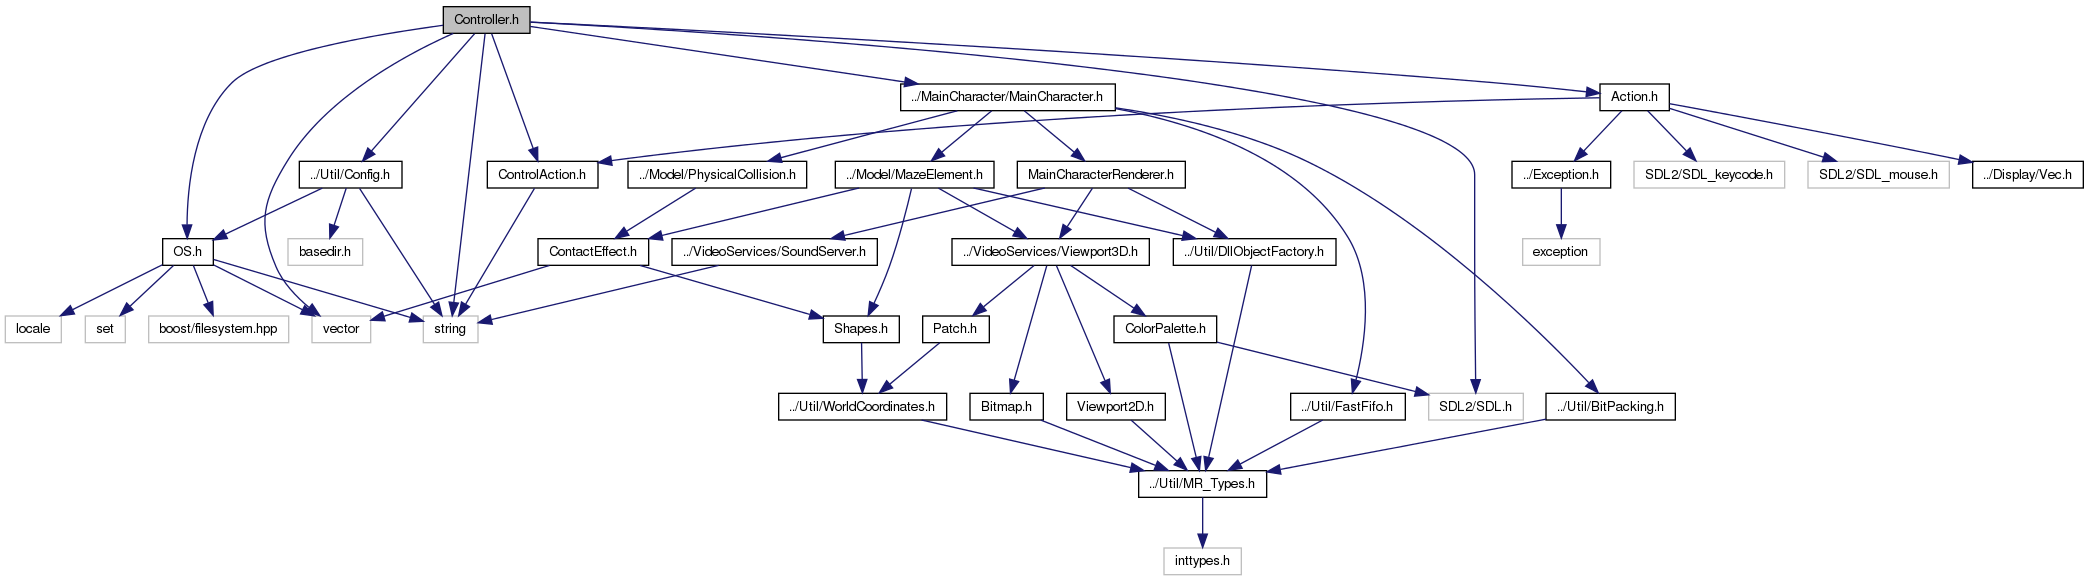 Controller.h
../MainCharacter/MainCharacter.h
Action.h
../Util/Config.h
ControlAction.h
../Model/PhysicalCollision.h
../Model/MazeElement.h
MainCharacterRenderer.h
../Exception.h
SDL2/SDL_keycode.h
SDL2/SDL_mouse.h
../Display/Vec.h
OS.h
basedir.h
ContactEffect.h
../VideoServices/SoundServer.h
../VideoServices/Viewport3D.h
../Util/DllObjectFactory.h
exception
locale
set
boost/filesystem.hpp
vector
string
Shapes.h
Patch.h
ColorPalette.h
../Util/WorldCoordinates.h
Bitmap.h
Viewport2D.h
../Util/FastFifo.h
SDL2/SDL.h
../Util/BitPacking.h
../Util/MR_Types.h
inttypes.h